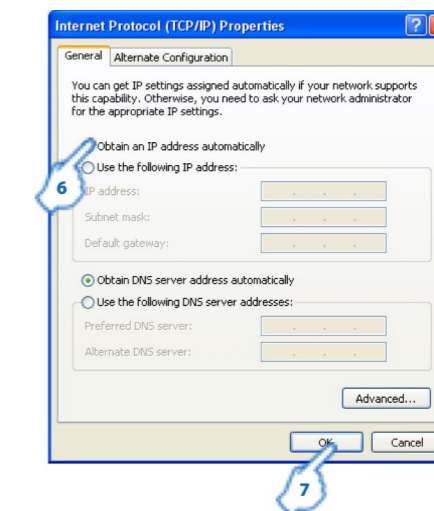 Internet Protocol (TCP/IP) Properties
?
General
Alternate Configuration
You can get IP settings assigned automatically if your network supports
this capability. Otherwise, you need to ask your network administrator
for the appropriate IP settings.
Obtain an IP address automatically
Use the following IP address:
6
IP address:
Subnet mask:
Default gateway:
Obtain DNS server address automatically
Use the following DNS server addresses:
Preferred DNS server:
Alternate DNS server:
Advanced...
OK
Cancel
7